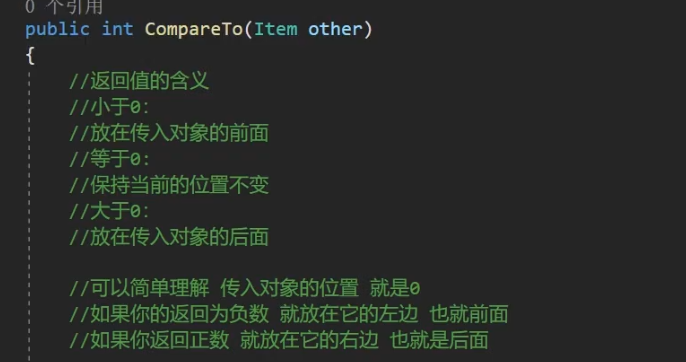 0 个引用
public int CompareTo(Item other)
{
//返回值的含义
//小于0:
//放在传入对象的前面
//等于0:
//保持当前的位置不变
//大于0:
//放在传入对象的后面
//可以简单理解 传入对象的位置 就是0
//如果你的返回为负数 就放在它的左边 也就前面
//如果你返回正数 就放在它的右边 也就是后面